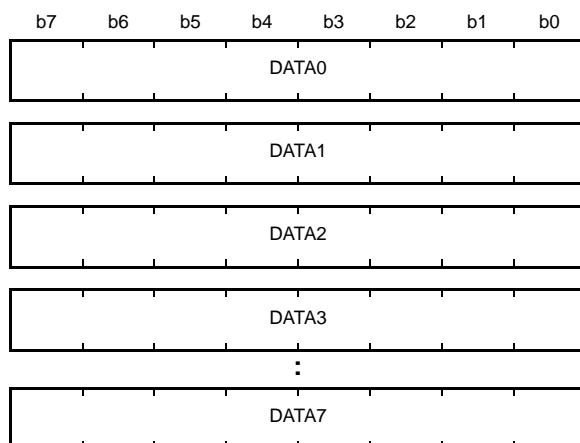 b7 b6 b5 b4 b3 b2 b1 b0
DATA0
DATA1
DATA2
DATA3
:
DATA7